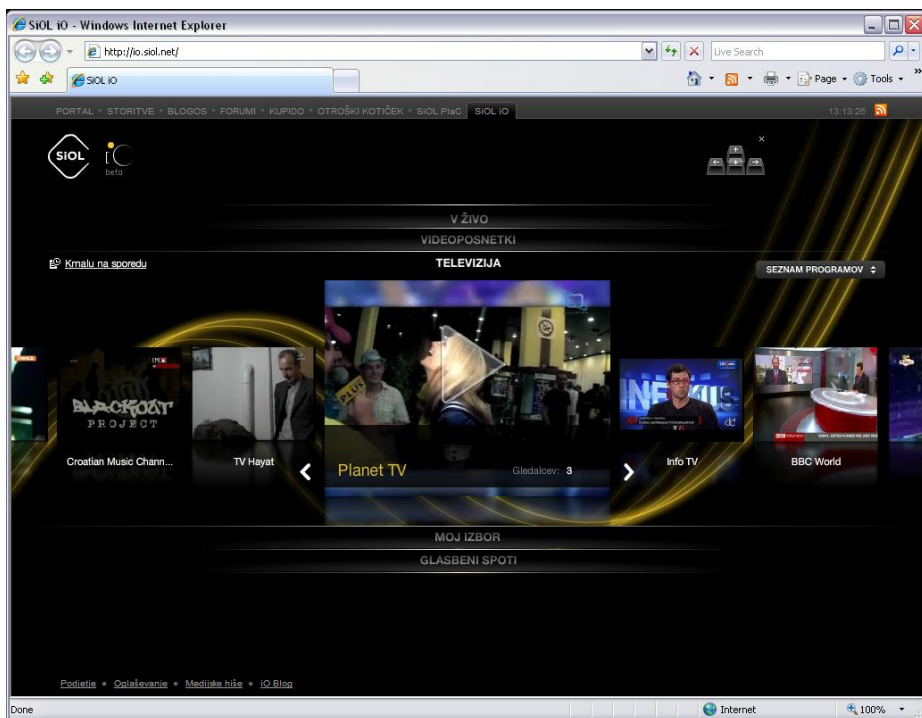 SiOL iO - Windows Internet Explorer
http://io.siol.net/
Live Search
SiOL iO
Page Tools
PORTAL • STORITVE • BLOGOS • FORUMI • KUPIDO • OTROŠKI KOTIČEK • SiOL PlaC SiOL iO 13:13:26
SiOL iO
beta
V ŽIVO
VIDEOPOSNETKI
Kmalu na sporedu TELEVIZIJA SEZNAM PROGRAMOV
BLACKOUT
PROJECT
PLUS
Croatian Music Chann... TV Hayat Planet TV Gledalcev: 3 Info TV BBC World
MOJ IZBOR
GLASBENI SPOTI
Podjetje • Oglaševanje • Medijske hiše • iO Blog
Done Internet 100%